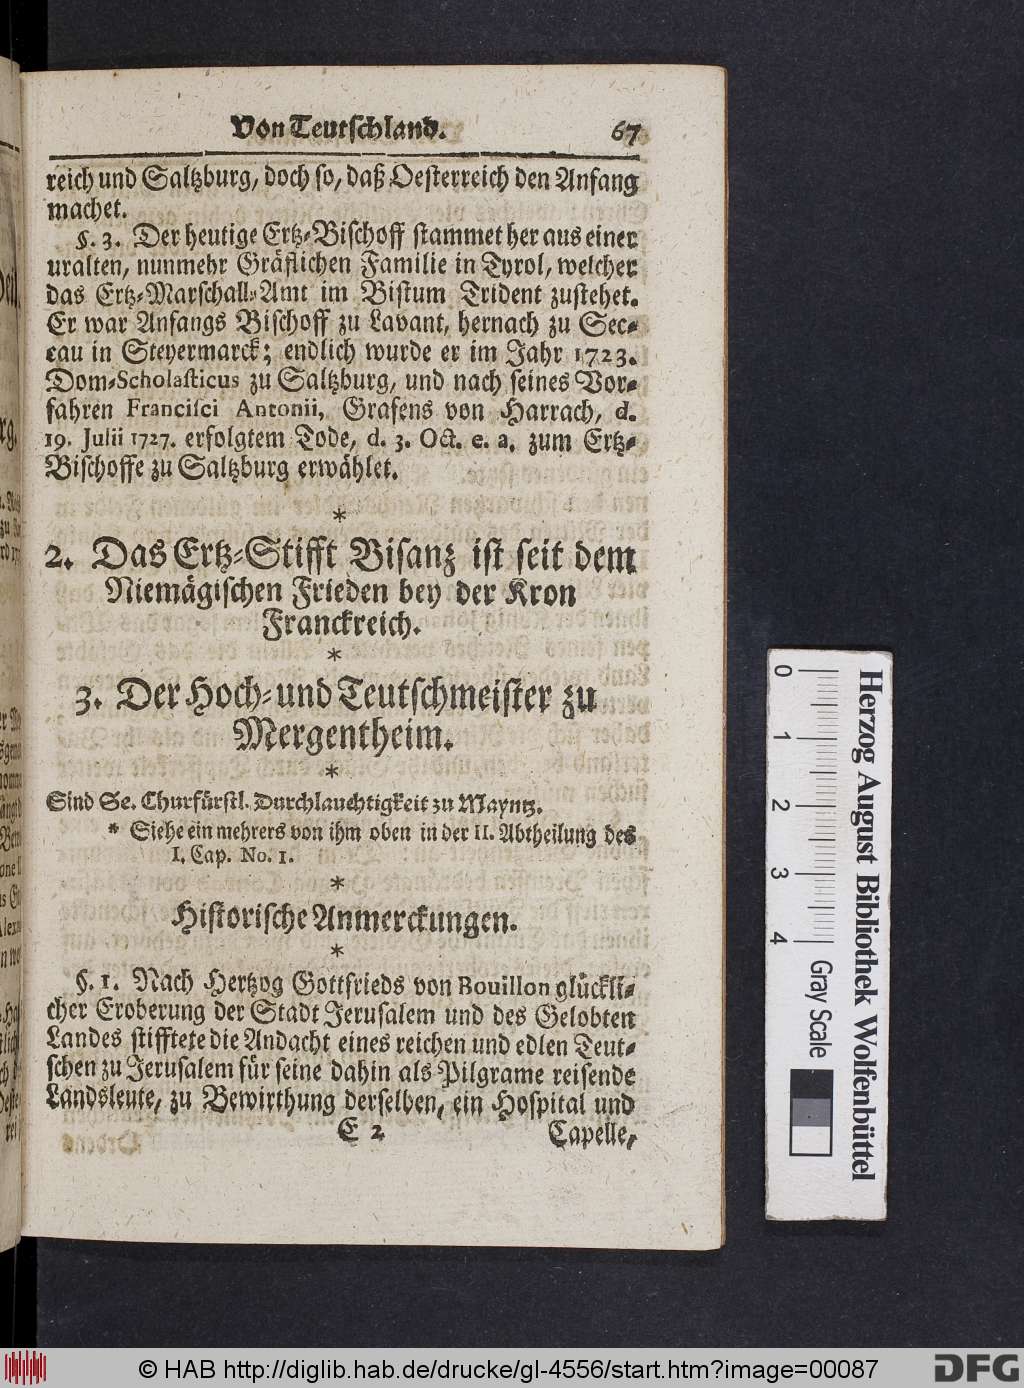 Von Teutschland. 67
reich und Saltzburg, doch so, daß Oesterreich den Anfang
machet.
§. 3. Der heutige Ertz-Bischoff stammet her aus einer
uralten, nunmehr Gräflichen Familie in Tyrol, welcher
das Ertz-Marschall-Amt im Bistum Trident zustehet.
Er war Anfangs Bischoff zu Lavant, hernach zu Sec-
cau in Steyermarck; endlich wurde er im Jahr 1723.
Dom-Scholasticus zu Saltzburg, und nach seines Vor-
fahren Francisci Antonii, Grafens von Harrach, d.
19. Julii 1727. erfolgtem Tode, d. 3. Oct. e. a. zum Ertz-
Bischoffe zu Saltzburg erwählet.
*
2. Das Ertz-Stifft Bisanz ist seit dem
Niemägischen Frieden bey der Kron
Franckreich.
*
3. Der Hoch- und Teutschmeister zu
Mergentheim.
*
Sind Se. Churfürstl. Durchlauchtigkeit zu Mayntz.
* Siehe ein mehrers von ihm oben in der II. Abtheilung des
I. Cap. No. 1.
*
Historische Anmerckungen.
*
§. 1. Nach Hertzog Gottfrieds von Bouillon glückli-
cher Eroberung der Stadt Jerusalem und des Gelobten
Landes stifftete die Andacht eines reichen und edlen Teut-
schen zu Jerusalem für seine dahin als Pilgrame reisende
Landsleute, zu Bewirthung derselben, ein Hospital und
E 2 Capelle,
0 1 2 3 4
Gray Scale
Herzog August Bibliothek Wolfenbüttel
© HAB http://diglib.hab.de/drucke/gl-4556/start.htm?image=00087
DFG